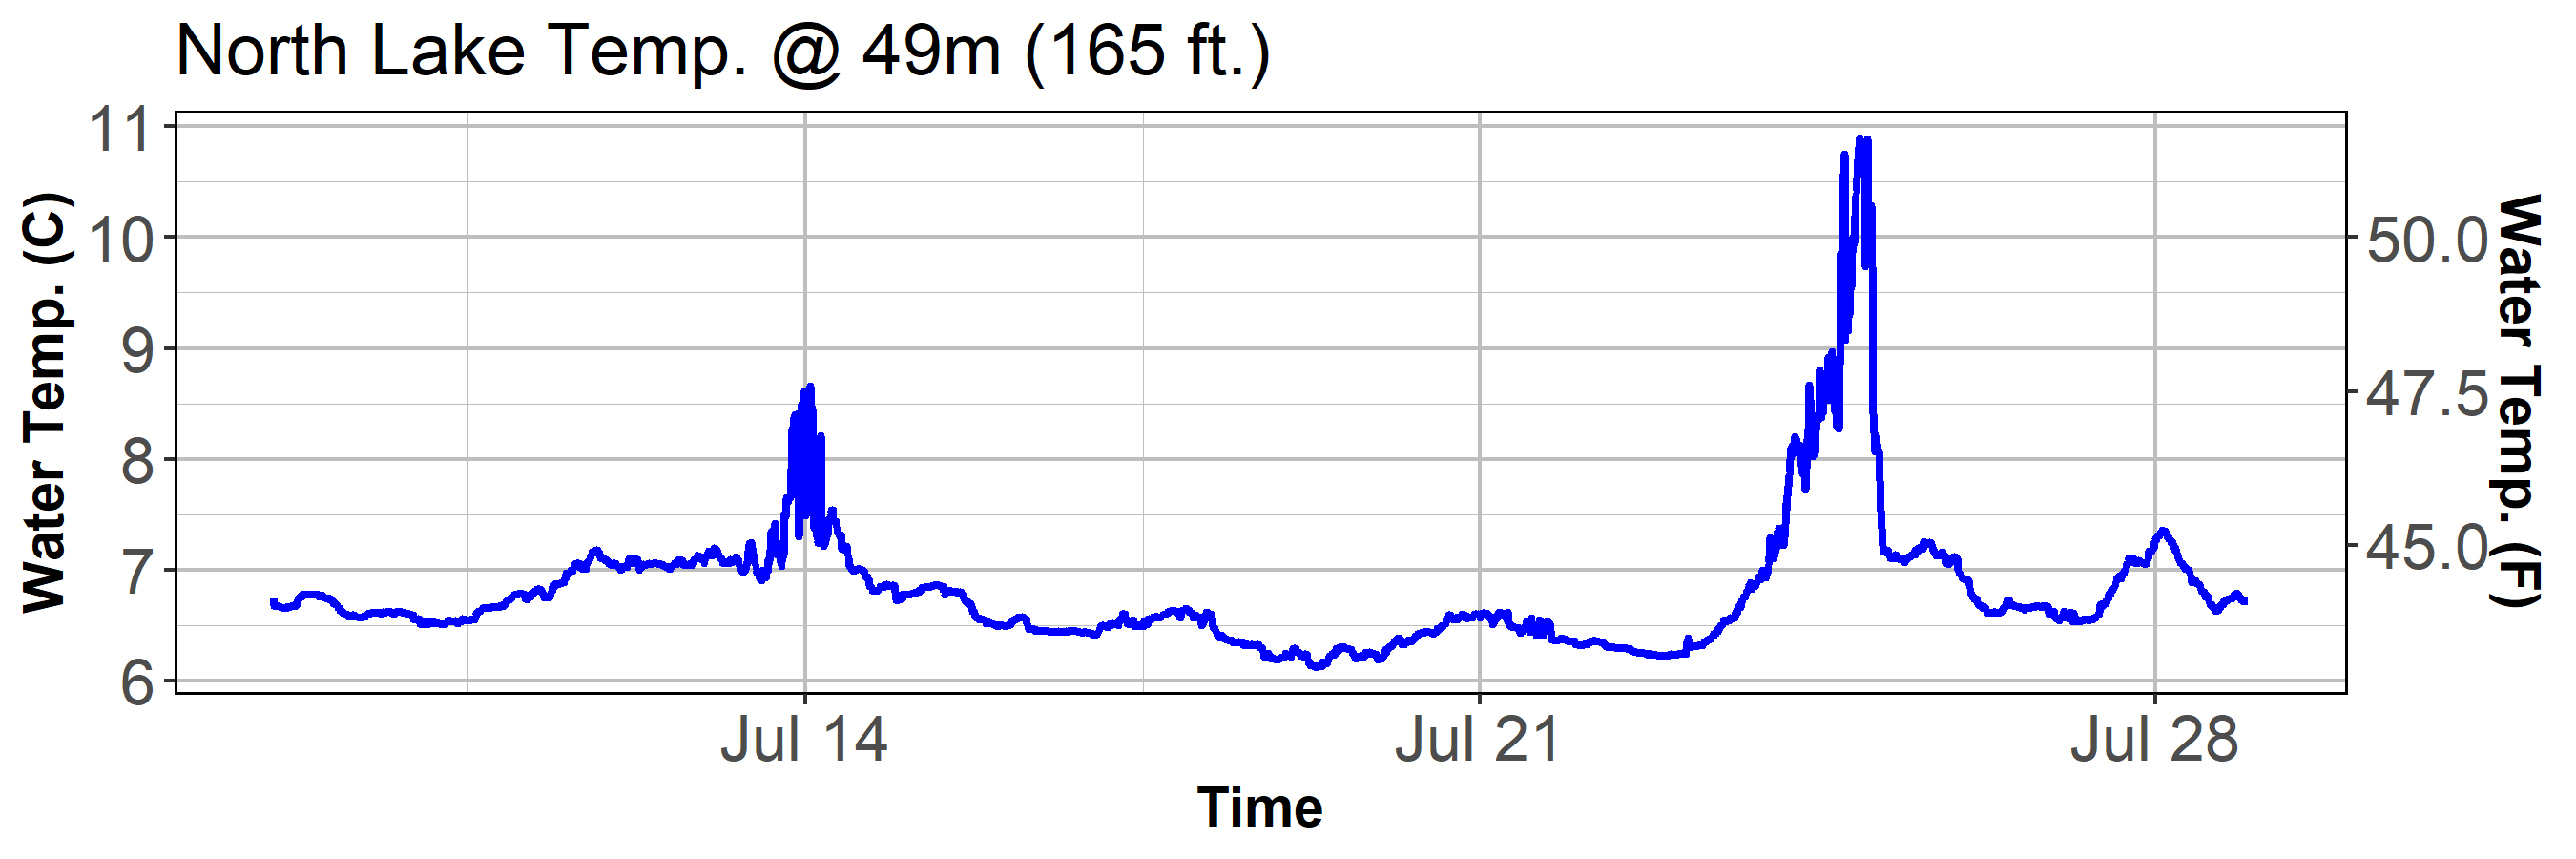 North Lake Temp. @ 49m (165 ft.)
Water Temp. (C)
11
10
9
8
7
6
50.0
47.5
45.0
Water Temp. (F)
Jul 14
Jul 21
Jul 28
Time